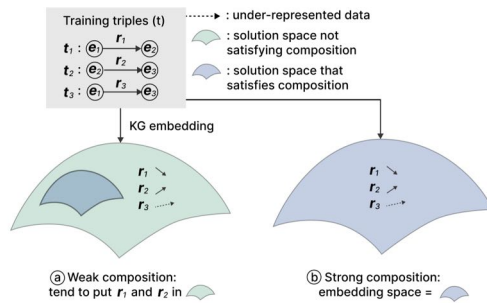 Training triples (t)
t1 : e1 r1 e2
t2 : e2 r2 e3
t3 : e1 r3 e3
: under-represented data
: solution space not
satisfying composition
: solution space that
satisfies composition
KG embedding
r1
r2
r3
r1
r2
r3
a Weak composition:
tend to put r1 and r2 in
b Strong composition:
embedding space =